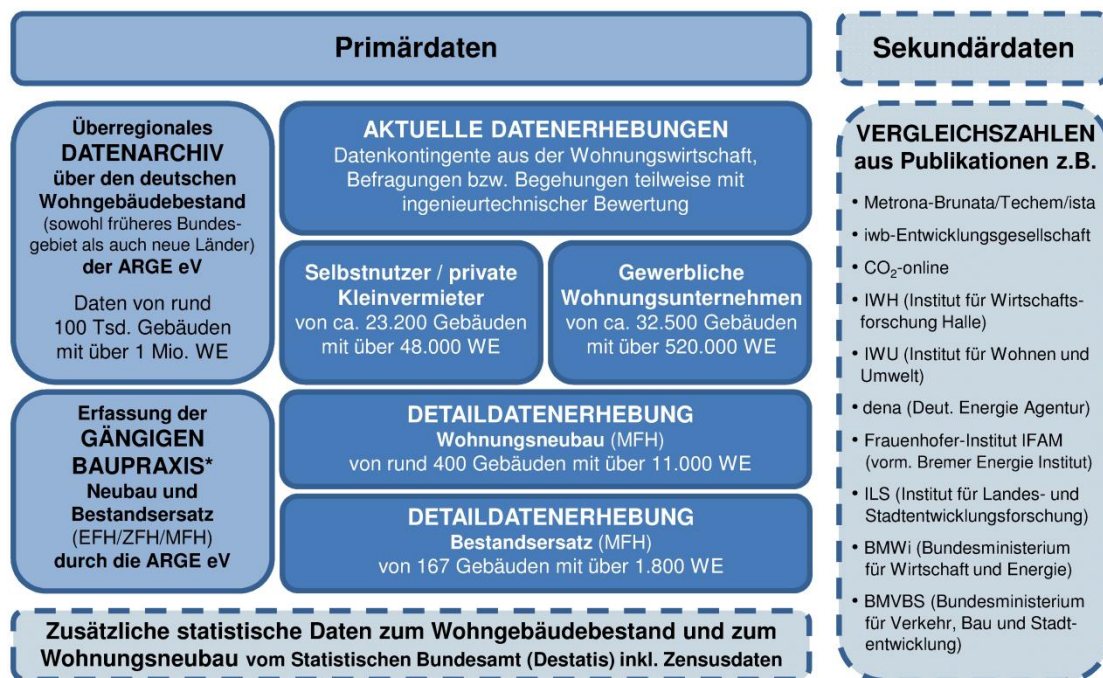 Primärdaten
Überregionales
DATENARCHIV
über den deutschen
Wohngebäudebestand
(sowohl früheres Bundes-
gebiet als auch neue Länder)
der ARGE eV
Daten von rund
100 Tsd. Gebäuden
mit über 1 Mio. WE
AKTUELLE DATENERHEBUNGEN
Datenkontingente aus der Wohnungswirtschaft,
Befragungen bzw. Begehungen teilweise mit
ingenieurtechnischer Bewertung
Selbstnutzer / private
Kleinvermieter
von ca. 23.200 Gebäuden
mit über 48.000 WE
Gewerbliche
Wohnungsunternehmen
von ca. 32.500 Gebäuden
mit über 520.000 WE
Erfassung der
GÄNGIGEN
BAUPRAXIS*
Neubau und
Bestandsersatz
(EFH/ZFH/MFH)
durch die ARGE eV
DETAILDATENERHEBUNG
Wohnungsneubau (MFH)
von rund 400 Gebäuden mit über 11.000 WE
DETAILDATENERHEBUNG
Bestandsersatz (MFH)
von 167 Gebäuden mit über 1.800 WE
Zusätzliche statistische Daten zum Wohngebäudebestand und zum
Wohnungsneubau vom Statistischen Bundesamt (Destatis) inkl. Zensusdaten
Sekundärdaten
VERGLEICHSZAHLEN
aus Publikationen z.B.
• Metrona-Brunata/Techem/ista
• iwb-Entwicklungsgesellschaft
• CO₂-online
• IWH (Institut für Wirtschafts-
forschung Halle)
• IWU (Institut für Wohnen und
Umwelt)
• dena (Deut. Energie Agentur)
• Frauenhofer-Institut IFAM
(vorm. Bremer Energie Institut)
• ILS (Institut für Landes- und
Stadtentwicklungsforschung)
• BMWi (Bundesministerium
für Wirtschaft und Energie)
• BMVBS (Bundesministerium
für Verkehr, Bau und Stadt-
entwicklung)